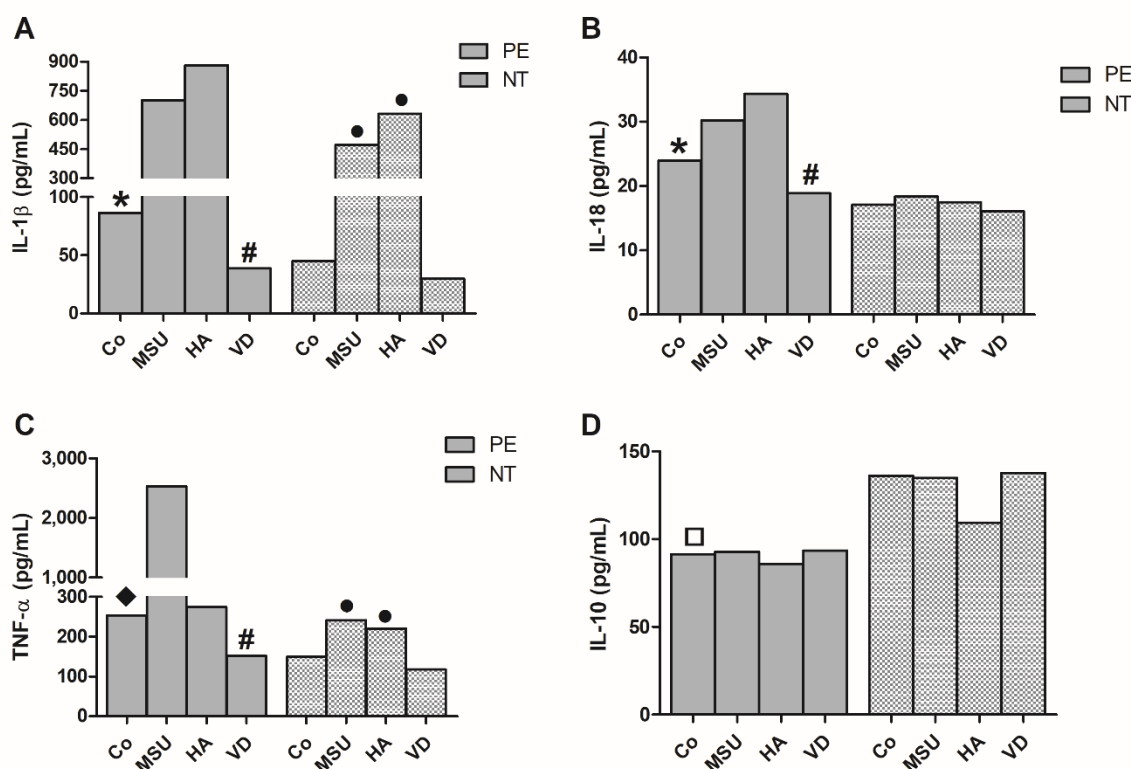 A
IL-1β (pg/mL)
900
750
600
450
300
100
50
0
*
#
●
●
Co
MSU
HA
VD
Co
MSU
HA
VD
PE
NT
B
IL-18 (pg/mL)
40
30
20
10
0
*
#
Co
MSU
HA
VD
Co
MSU
HA
VD
PE
NT
C
TNF-α (pg/mL)
3,000
2,000
1,000
300
200
100
0
◆
#
●
●
Co
MSU
HA
VD
Co
MSU
HA
VD
PE
NT
D
IL-10 (pg/mL)
150
100
50
0
□
Co
MSU
HA
VD
Co
MSU
HA
VD